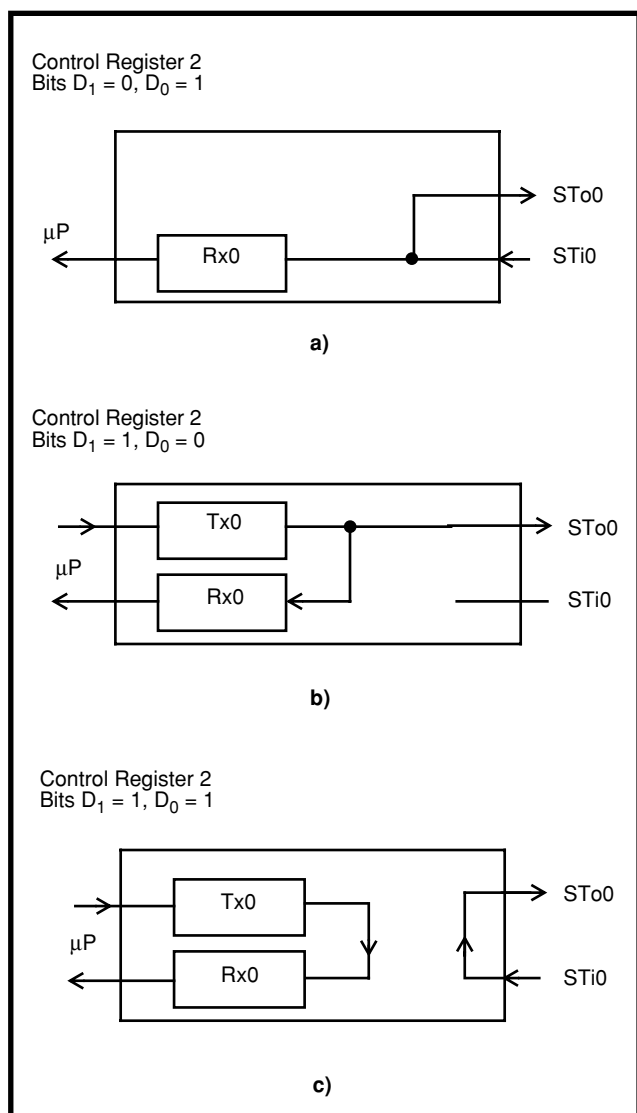 Control Register 2
Bits D₁ = 0, D₀ = 1
STo0
μP
Rx0
STi0
a)
Control Register 2
Bits D₁ = 1, D₀ = 0
Tx0
STo0
μP
Rx0
STi0
b)
Control Register 2
Bits D₁ = 1, D₀ = 1
Tx0
STo0
μP
Rx0
STi0
c)